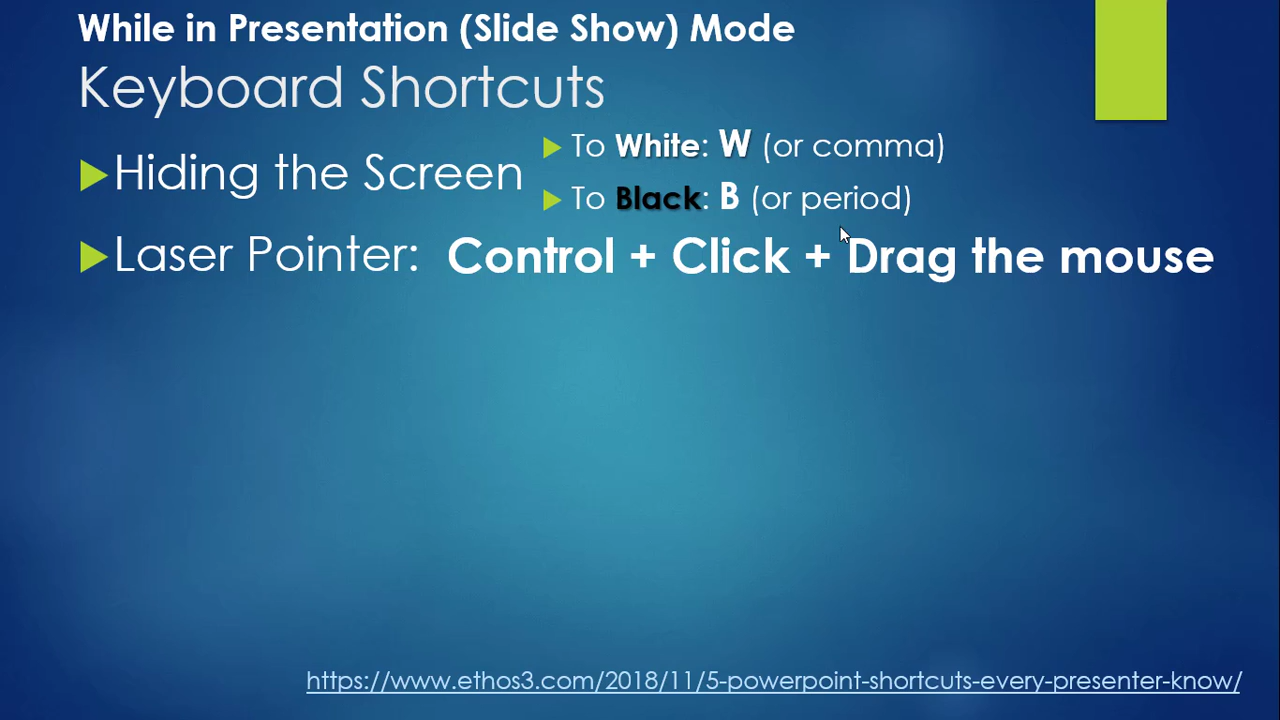 While in Presentation (Slide Show) Mode
Keyboard Shortcuts
Hiding the Screen
To White: W (or comma)
To Black: B (or period)
Laser Pointer: Control + Click + Drag the mouse
https://www.ethos3.com/2018/11/5-powerpoint-shortcuts-every-presenter-know/